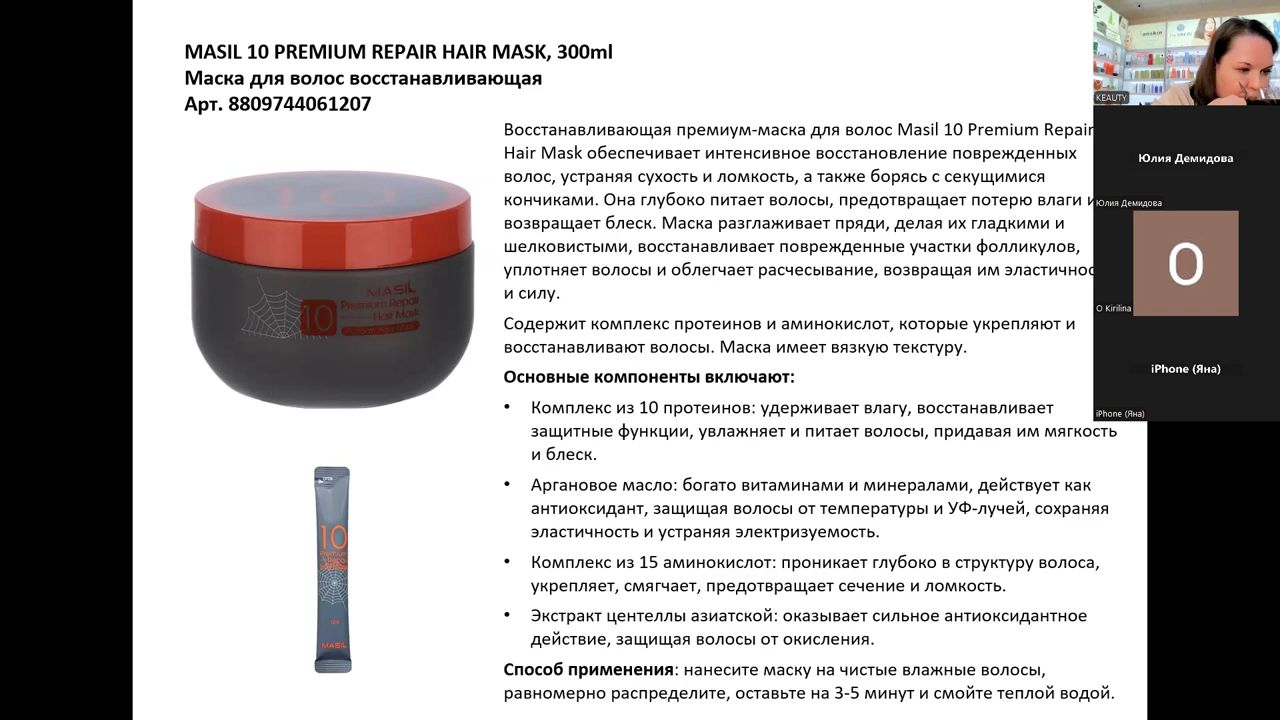 MASIL 10 PREMIUM REPAIR HAIR MASK, 300ml
Маска для волос восстанавливающая
Арт. 8809744061207
Восстанавливающая премиум-маска для волос Masil 10 Premium Repair
Hair Mask обеспечивает интенсивное восстановление поврежденных
волос, устраняя сухость и ломкость, а также борясь с секущимися
кончиками. Она глубоко питает волосы, предотвращает потерю влаги и
возвращает блеск. Маска разглаживает пряди, делая их гладкими и
шелковистыми, восстанавливает поврежденные участки фолликулов,
уплотняет волосы и облегчает расчесывание, возвращая им эластичнос
и силу.
Содержит комплекс протеинов и аминокислот, которые укрепляют и
восстанавливают волосы. Маска имеет вязкую текстуру.
Основные компоненты включают:
• Комплекс из 10 протеинов: удерживает влагу, восстанавливает
защитные функции, увлажняет и питает волосы, придавая им мягкость
и блеск.
• Аргановое масло: богато витаминами и минералами, действует как
антиоксидант, защищая волосы от температуры и УФ-лучей, сохраняя
эластичность и устраняя электризуемость.
• Комплекс из 15 аминокислот: проникает глубоко в структуру волоса,
укрепляет, смягчает, предотвращает сечение и ломкость.
• Экстракт центеллы азиатской: оказывает сильное антиоксидантное
действие, защищая волосы от окисления.
Способ применения: нанесите маску на чистые влажные волосы,
равномерно распределите, оставьте на 3-5 минут и смойте теплой водой.
10
MASIL
Premium Repair
10
Hair Mask
10
Premium
MASIL
KEAUTY
Юлия Демидова
Юлия Демидова
O
O Kirilina
iPhone (Яна)
iPhone (Яна)